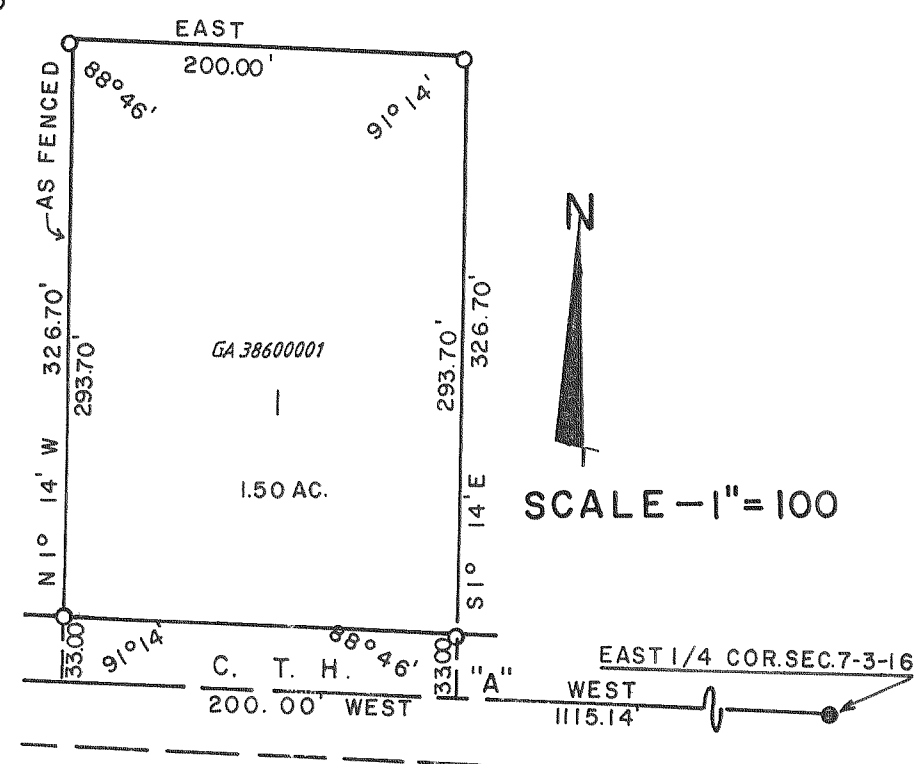 EAST
200.00'
88° 46'
91° 14'
AS FENCED
N 1° 14' W 326.70'
293.70'
293.70'
S 1° 14' E 326.70'
N
GA 38600001
1
1.50 AC.
SCALE - 1" = 100
33.00
91° 14'
88° 46'
33.00
C. T. H. "A"
200.00' WEST
EAST 1/4 COR. SEC. 7-3-16
WEST
1115.14'